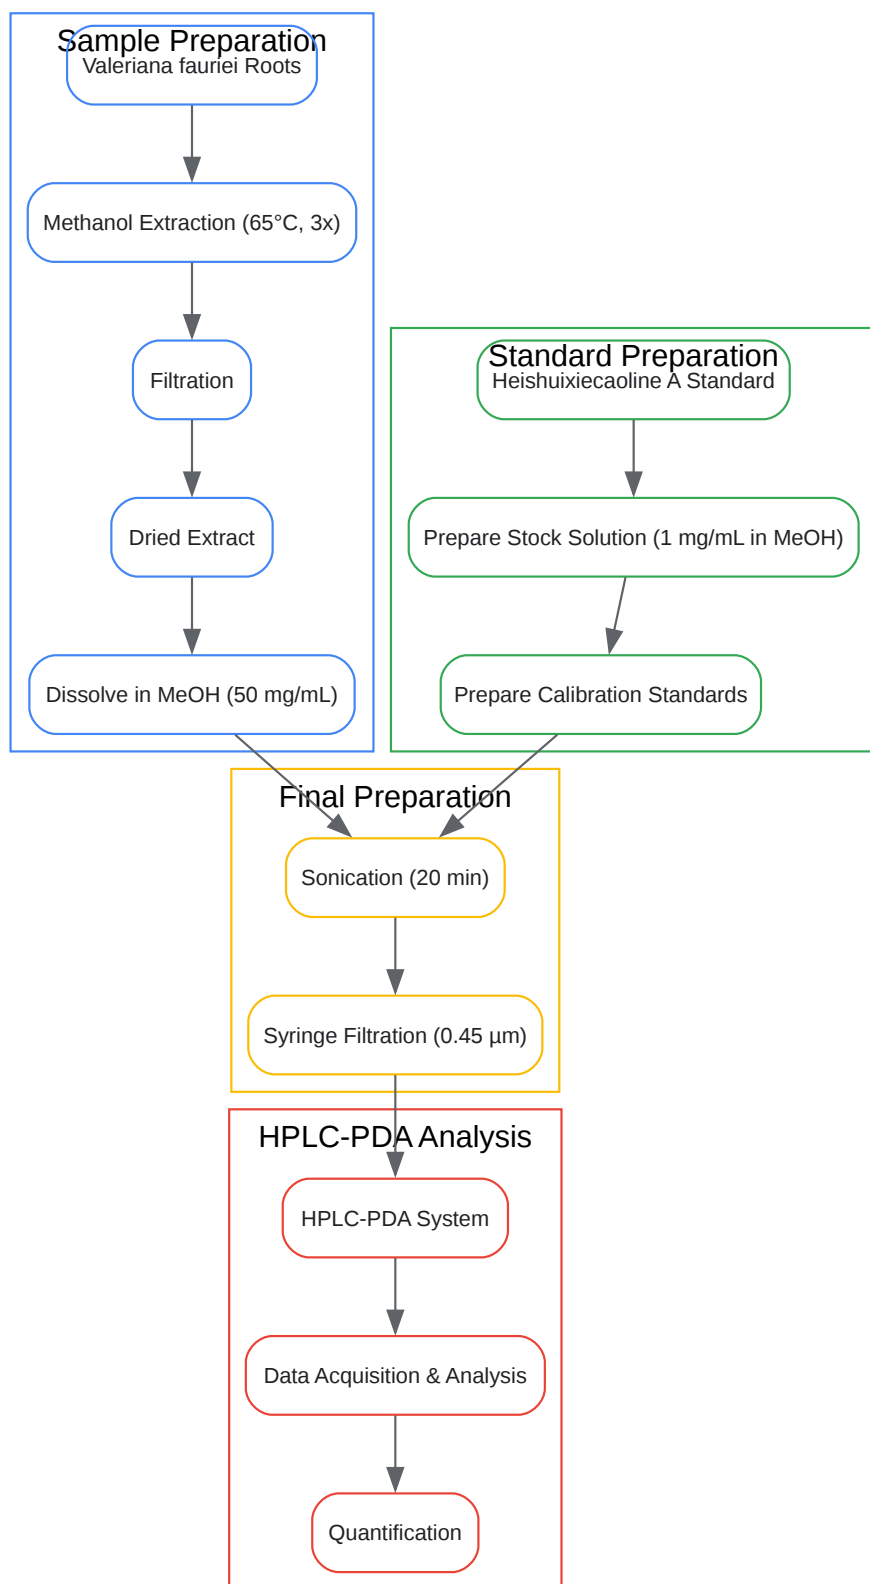 Sample Preparation
Valeriana fauriei Roots
Methanol Extraction (65°C, 3x)
Filtration
Dried Extract
Dissolve in MeOH (50 mg/mL)
Standard Preparation
Heishuixiecaoline A Standard
Prepare Stock Solution (1 mg/mL in MeOH)
Prepare Calibration Standards
Final Preparation
Sonication (20 min)
Syringe Filtration (0.45 µm)
HPLC-PDA Analysis
HPLC-PDA System
Data Acquisition & Analysis
Quantification